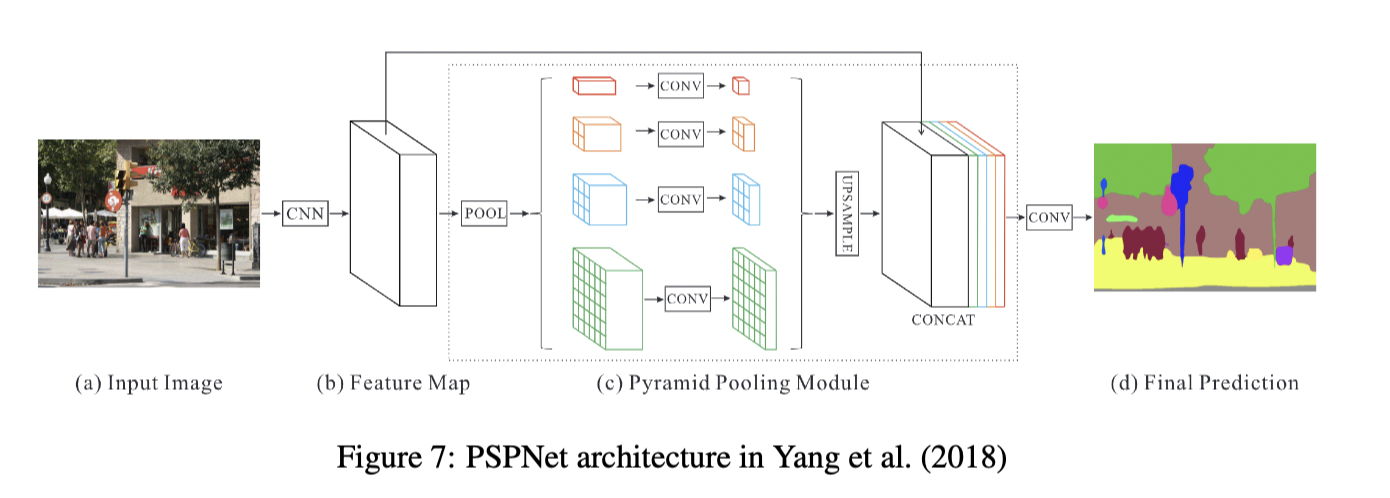 CONV
CONV
CNN
POOL
CONV
UPSAMPLE
CONV
CONV
CONCAT
(a) Input Image
(b) Feature Map
(c) Pyramid Pooling Module
(d) Final Prediction
Figure 7: PSPNet architecture in Yang et al. (2018)